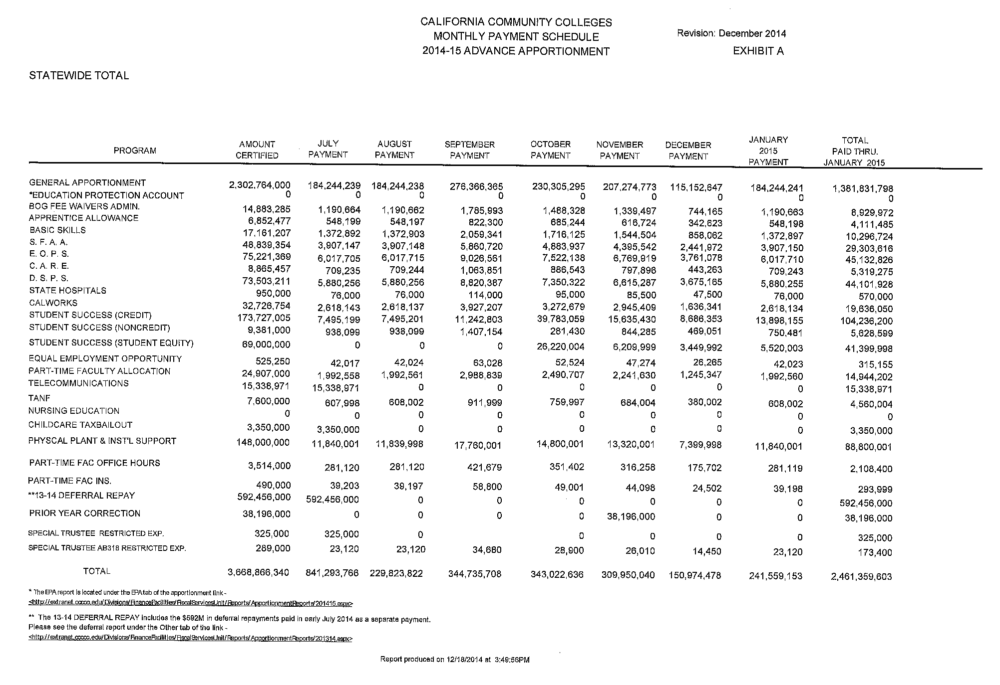 CALIFORNIA COMMUNITY COLLEGES
MONTHLY PAYMENT SCHEDULE
Revision: December 2014
2014-15 ADVANCE APPORTIONMENT
EXHIBIT A
STATEWIDE TOTAL
PROGRAM AMOUNT CERTIFIED JULY PAYMENT AUGUST PAYMENT SEPTEMBER PAYMENT OCTOBER PAYMENT NOVEMBER PAYMENT DECEMBER PAYMENT JANUARY 2015 PAYMENT TOTAL PAID THRU. JANUARY 2015
GENERAL APPORTIONMENT 2,302,764,000 184,244,239 184,244,238 276,366,365 230,305,295 207,274,773 115,152,647 184,244,241 1,381,831,798
*EDUCATION PROTECTION ACCOUNT 0 0 0 0 0 0 0 0 0
BOG FEE WAIVERS ADMIN. 14,883,285 1,190,664 1,190,662 1,785,993 1,488,328 1,339,497 744,165 1,190,663 8,929,972
APPRENTICE ALLOWANCE 6,852,477 548,199 548,197 822,300 685,244 616,724 342,623 548,198 4,111,485
BASIC SKILLS 17,161,207 1,372,892 1,372,903 2,059,341 1,716,125 1,544,504 858,062 1,372,897 10,296,724
S. F. A. A. 48,839,354 3,907,147 3,907,148 5,860,720 4,883,937 4,395,542 2,441,972 3,907,150 29,303,616
E. O. P. S. 75,221,369 6,017,705 6,017,715 9,026,561 7,522,138 6,769,919 3,761,078 6,017,710 45,132,826
C. A. R. E. 8,865,457 709,235 709,244 1,063,851 886,543 797,896 443,263 709,243 5,319,275
D. S. P. S. 73,503,211 5,880,256 5,880,256 8,820,387 7,350,322 6,615,287 3,675,165 5,880,255 44,101,928
STATE HOSPITALS 950,000 76,000 76,000 114,000 95,000 85,500 47,500 76,000 570,000
CALWORKS 32,726,754 2,618,143 2,618,137 3,927,207 3,272,679 2,945,409 1,636,341 2,618,134 19,636,050
STUDENT SUCCESS (CREDIT) 173,727,005 7,495,199 7,495,201 11,242,803 39,783,059 15,635,430 8,686,353 13,898,155 104,236,200
STUDENT SUCCESS (NONCREDIT) 9,381,000 938,099 938,099 1,407,154 281,430 844,285 469,051 750,481 5,628,599
STUDENT SUCCESS (STUDENT EQUITY) 69,000,000 0 0 0 26,220,004 6,209,999 3,449,992 5,520,003 41,399,998
EQUAL EMPLOYMENT OPPORTUNITY 525,250 42,017 42,024 63,028 52,524 47,274 26,265 42,023 315,155
PART-TIME FACULTY ALLOCATION 24,907,000 1,992,558 1,992,561 2,988,839 2,490,707 2,241,630 1,245,347 1,992,560 14,944,202
TELECOMMUNICATIONS 15,338,971 15,338,971 0 0 0 0 0 0 15,338,971
TANF 7,600,000 607,998 608,002 911,999 759,997 684,004 380,002 608,002 4,560,004
NURSING EDUCATION 0 0 0 0 0 0 0 0 0
CHILDCARE TAXBAILOUT 3,350,000 3,350,000 0 0 0 0 0 0 3,350,000
PHYSCAL PLANT & INST'L SUPPORT 148,000,000 11,840,001 11,839,998 17,760,001 14,800,001 13,320,001 7,399,998 11,840,001 88,800,001
PART-TIME FAC OFFICE HOURS 3,514,000 281,120 281,120 421,679 351,402 316,258 175,702 281,119 2,108,400
PART-TIME FAC INS. 490,000 39,203 39,197 58,800 49,001 44,098 24,502 39,198 293,999
**13-14 DEFERRAL REPAY 592,456,000 592,456,000 0 0 0 0 0 0 592,456,000
PRIOR YEAR CORRECTION 38,196,000 0 0 0 0 38,196,000 0 0 38,196,000
SPECIAL TRUSTEE RESTRICTED EXP. 325,000 325,000 0 0 0 0 0 325,000
SPECIAL TRUSTEE AB318 RESTRICTED EXP. 289,000 23,120 23,120 34,680 28,900 26,010 14,450 23,120 173,400
TOTAL 3,668,866,340 841,293,766 229,823,822 344,735,708 343,022,636 309,950,040 150,974,478 241,559,153 2,461,359,603
* The EPA report is located under the EPA tab of the apportionment link -
<http://extranet.cccco.edu/Divisions/FinanceFacilities/FiscalServicesUnit/Reports/ApportionmentReports/201415.aspx>
** The 13-14 DEFERRAL REPAY includes the $592M in deferral repayments paid in early July 2014 as a separate payment.
Please see the deferral report under the Other tab of the link -
<http://extranet.cccco.edu/Divisions/FinanceFacilities/FiscalServicesUnit/Reports/ApportionmentReports/201314.aspx>
Report produced on 12/18/2014 at 3:49:56PM